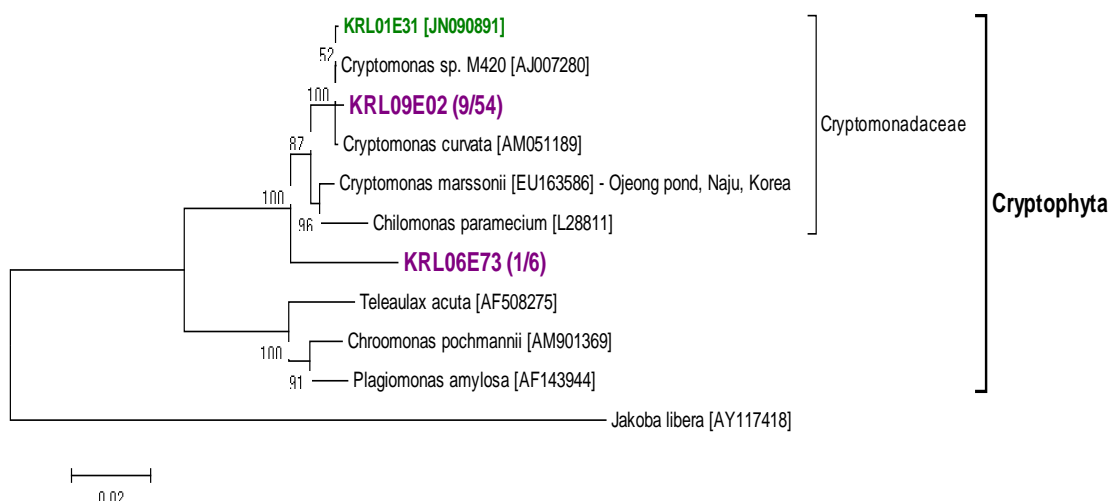 KRL01E31 [JN090891]
52
Cryptomonas sp. M420 [AJ007280]
100
KRL09E02 (9/54)
Cryptomonadaceae
87
Cryptomonas curvata [AM051189]
Cryptomonas marssonii [EU163586] - Ojeong pond, Naju, Korea
100
Cryptophyta
96
Chilomonas paramecium [L28811]
KRL06E73 (1/6)
Teleaulax acuta [AF508275]
Chroomonas pochmannii [AM901369]
100
91
Plagiomonas amylosa [AF143944]
Jakoba libera [AY117418]
0.02